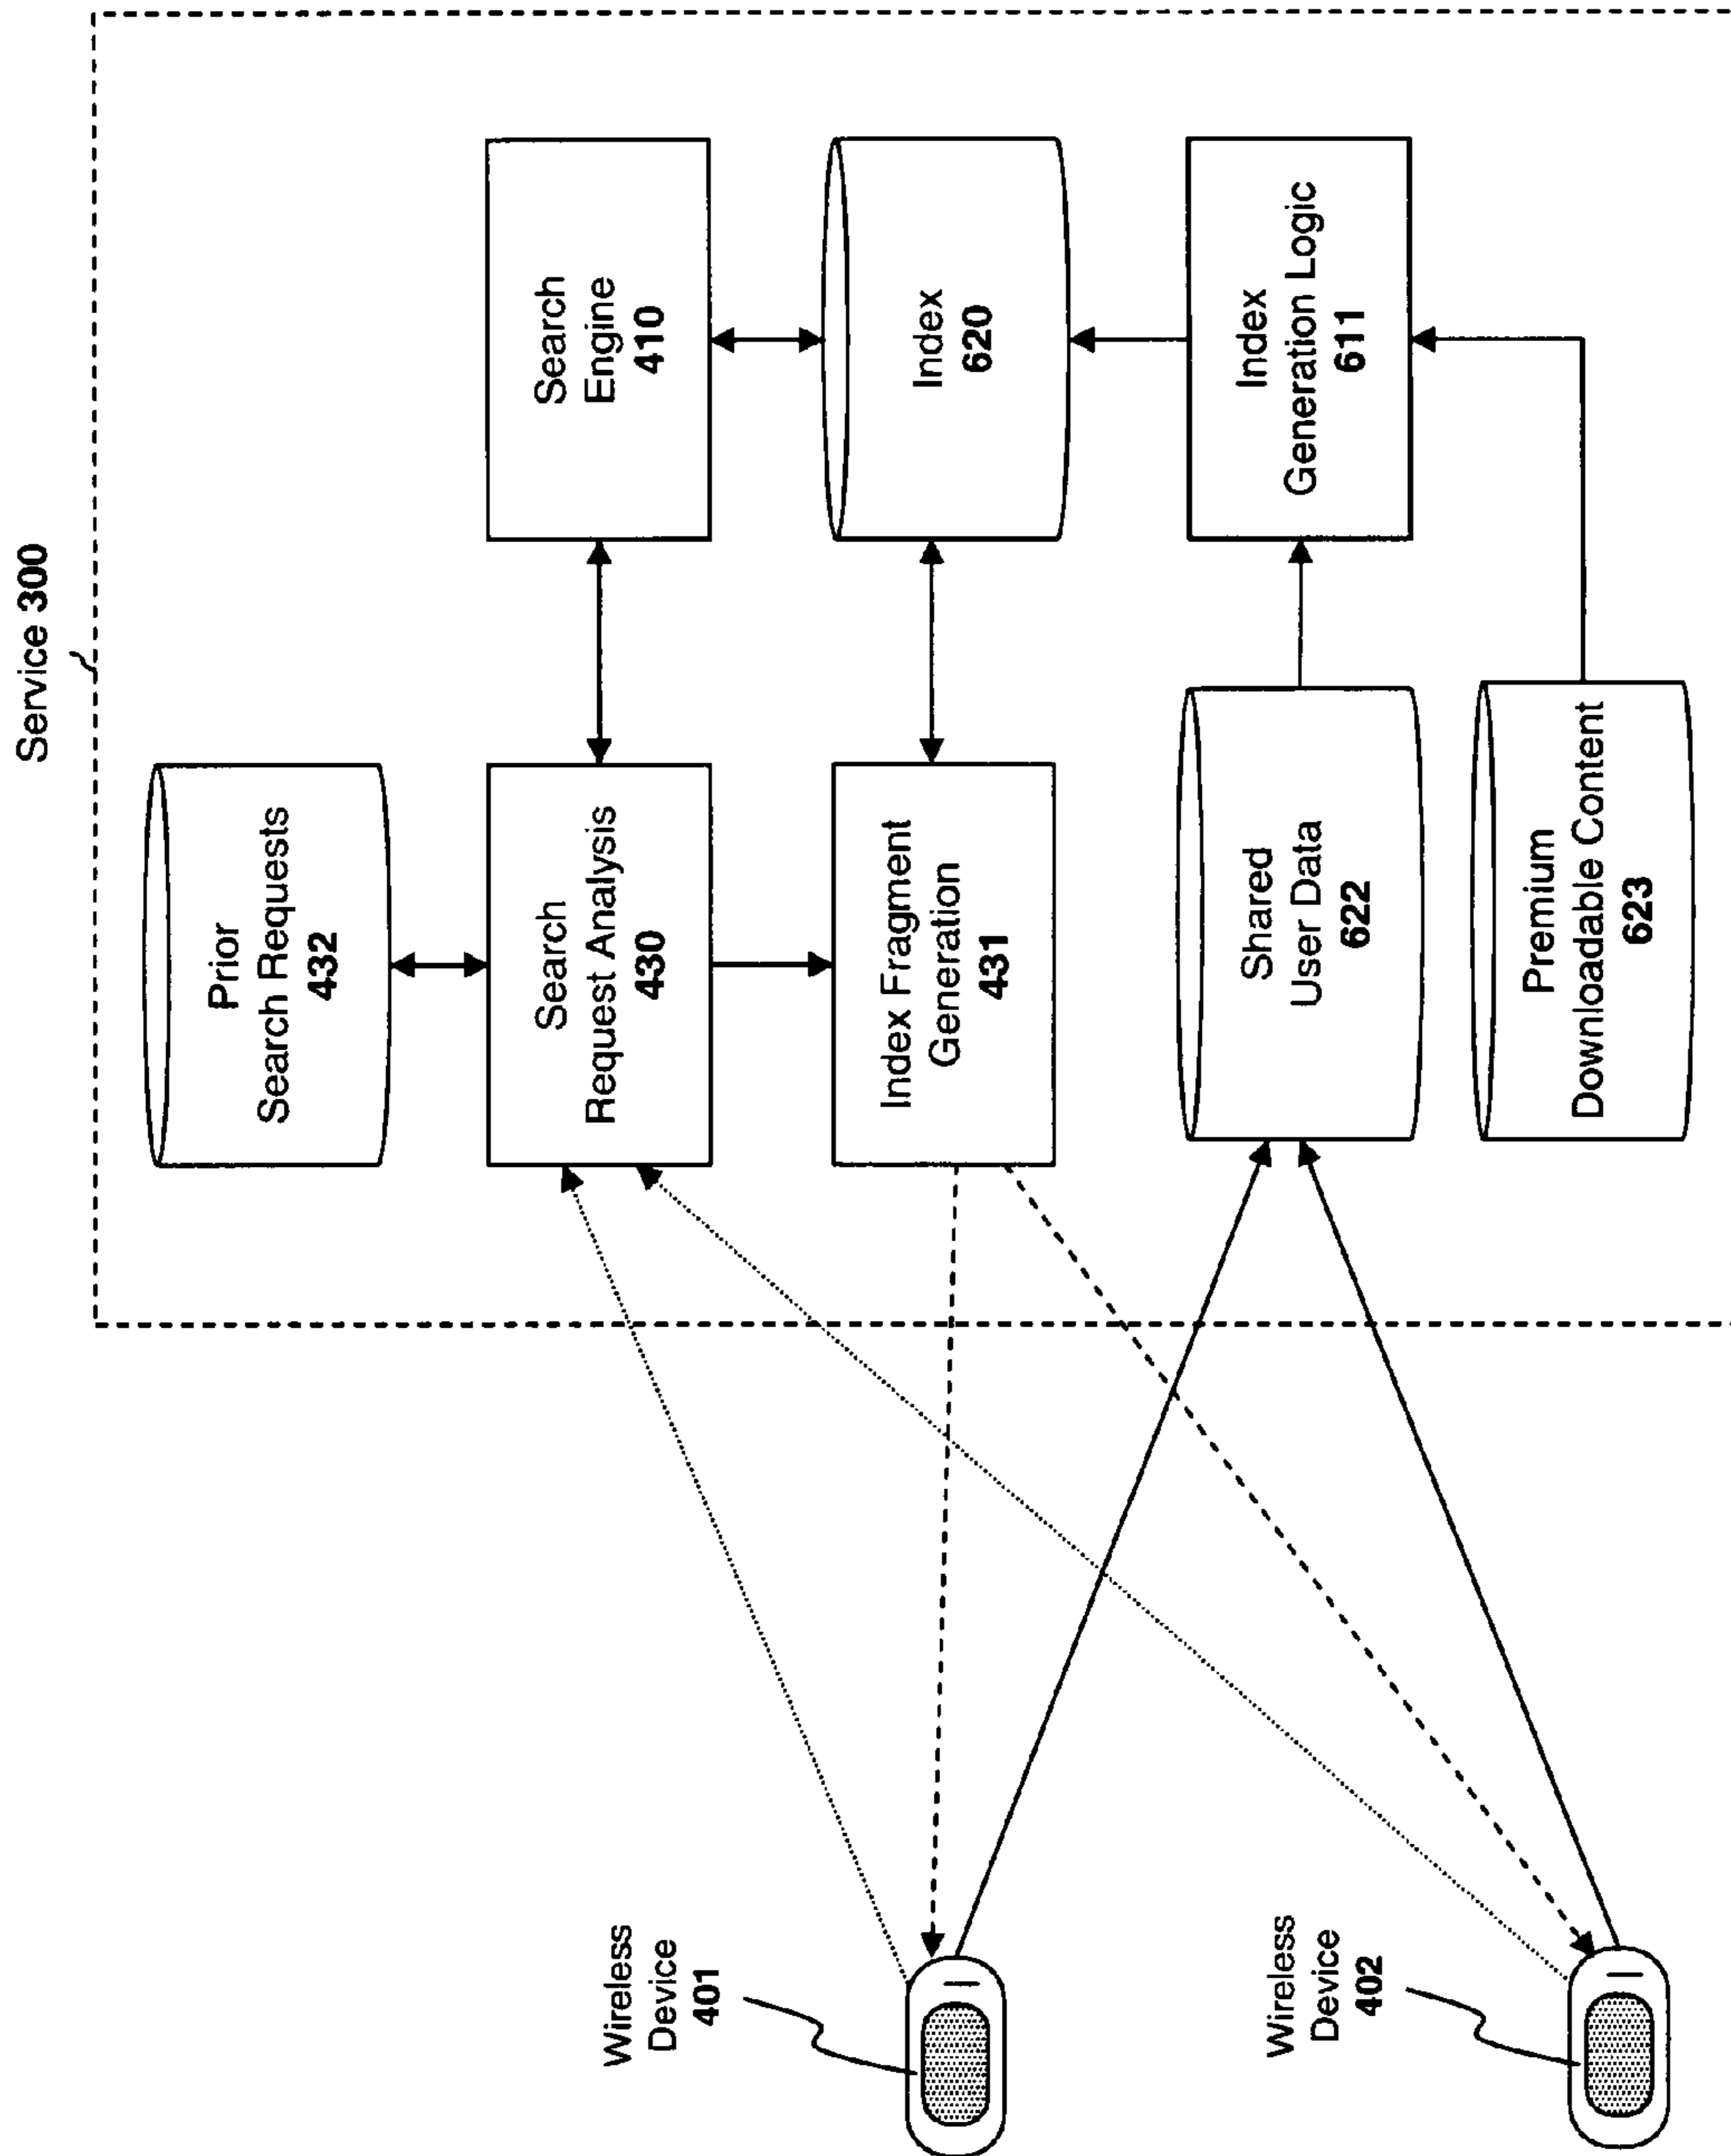 Service 300
Prior
Search Requests
432
Search
Request Analysis
430
Search
Engine
410
Index Fragment
Generation
431
Index
620
Shared
User Data
622
Index
Generation Logic
611
Premium
Downloadable Content
623
Wireless
Device
401
Wireless
Device
402